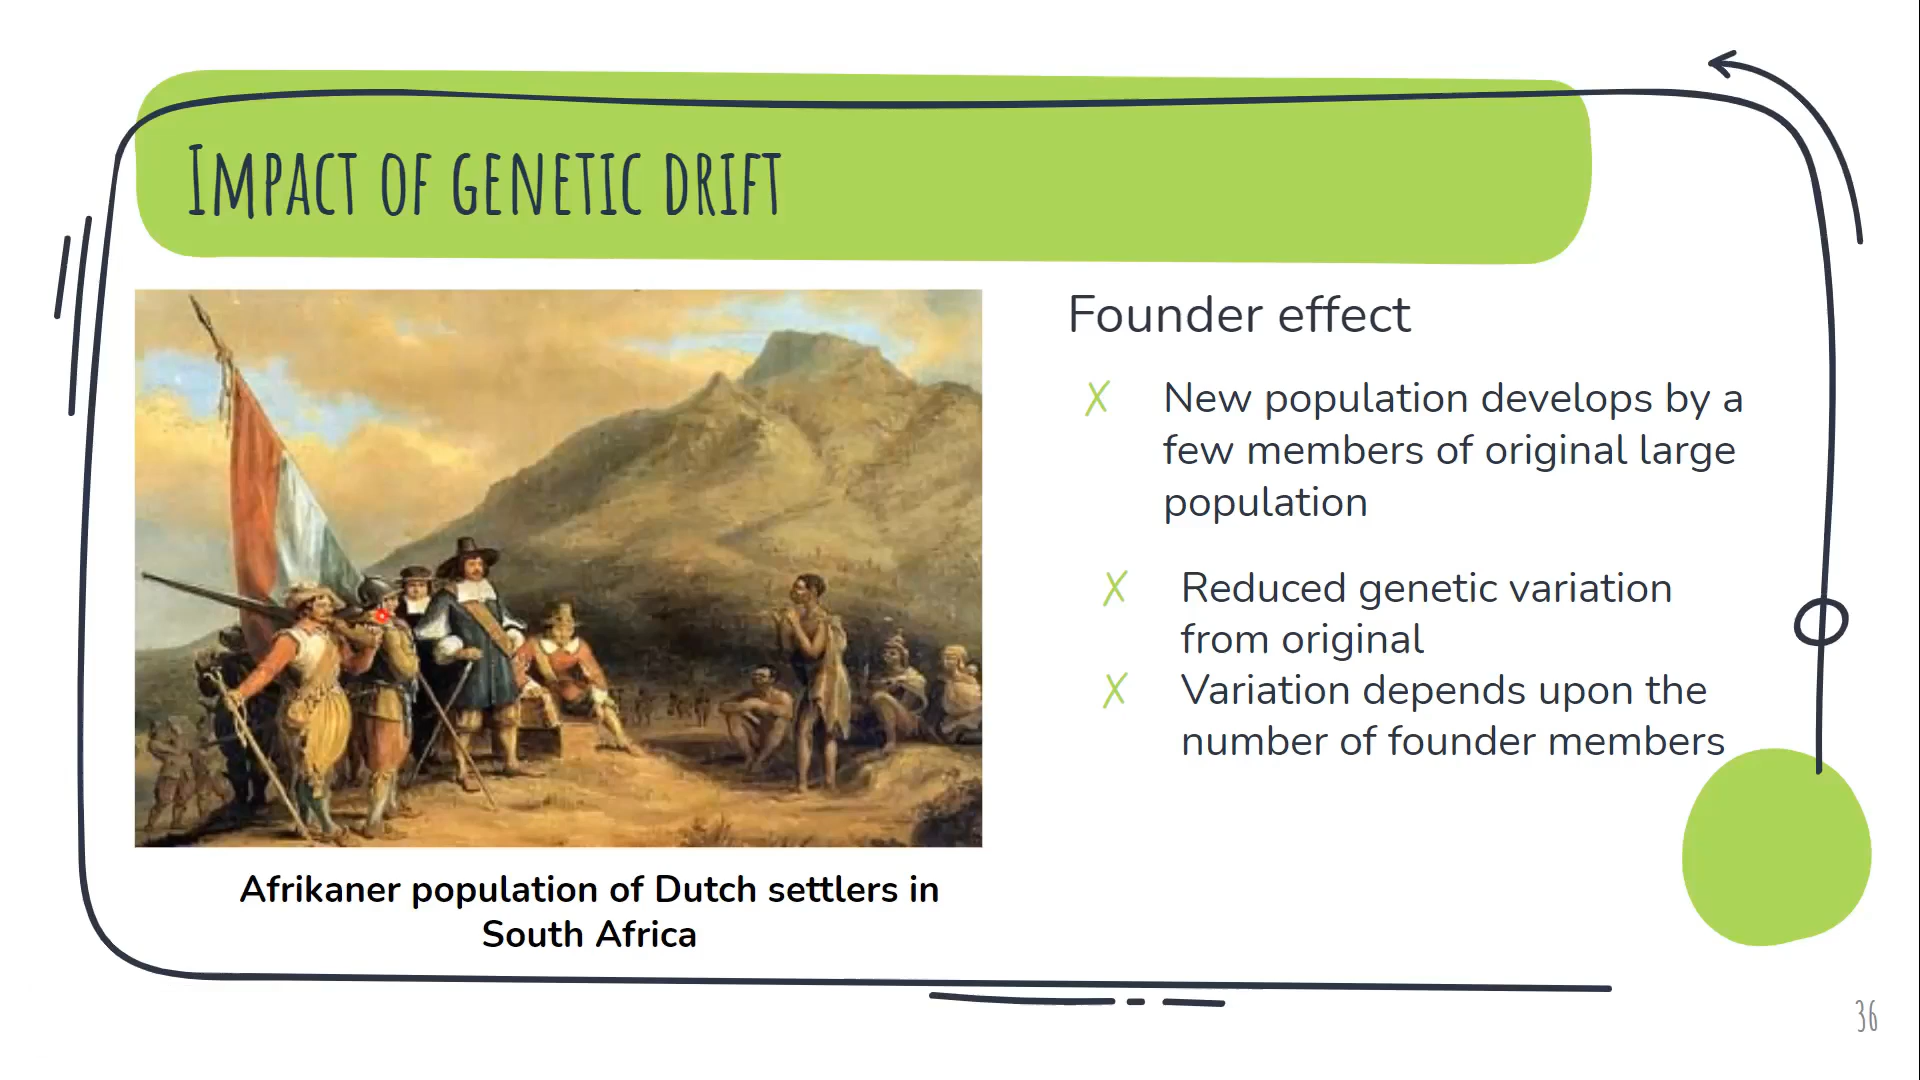 Impact of genetic drift
Founder effect
✗ New population develops by a
few members of original large
population
✗ Reduced genetic variation
from original
✗ Variation depends upon the
number of founder members
Afrikaner population of Dutch settlers in
South Africa
36